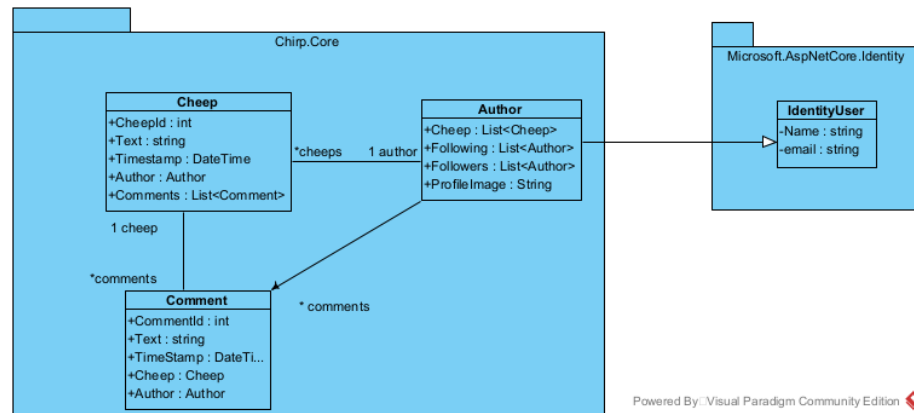 Chirp.Core
Microsoft.AspNetCore.Identity
Cheep
+CheepId : int
+Text : string
+Timestamp : DateTime
+Author : Author
+Comments : List<Comment>
*cheeps
1 author
Author
+Cheep : List<Cheep>
+Following : List<Author>
+Followers : List<Author>
+ProfileImage : String
IdentityUser
-Name : string
-email : string
1 cheep
*comments
* comments
Comment
+CommentId : int
+Text : string
+TimeStamp : DateTi...
+Cheep : Cheep
+Author : Author
Powered By Visual Paradigm Community Edition